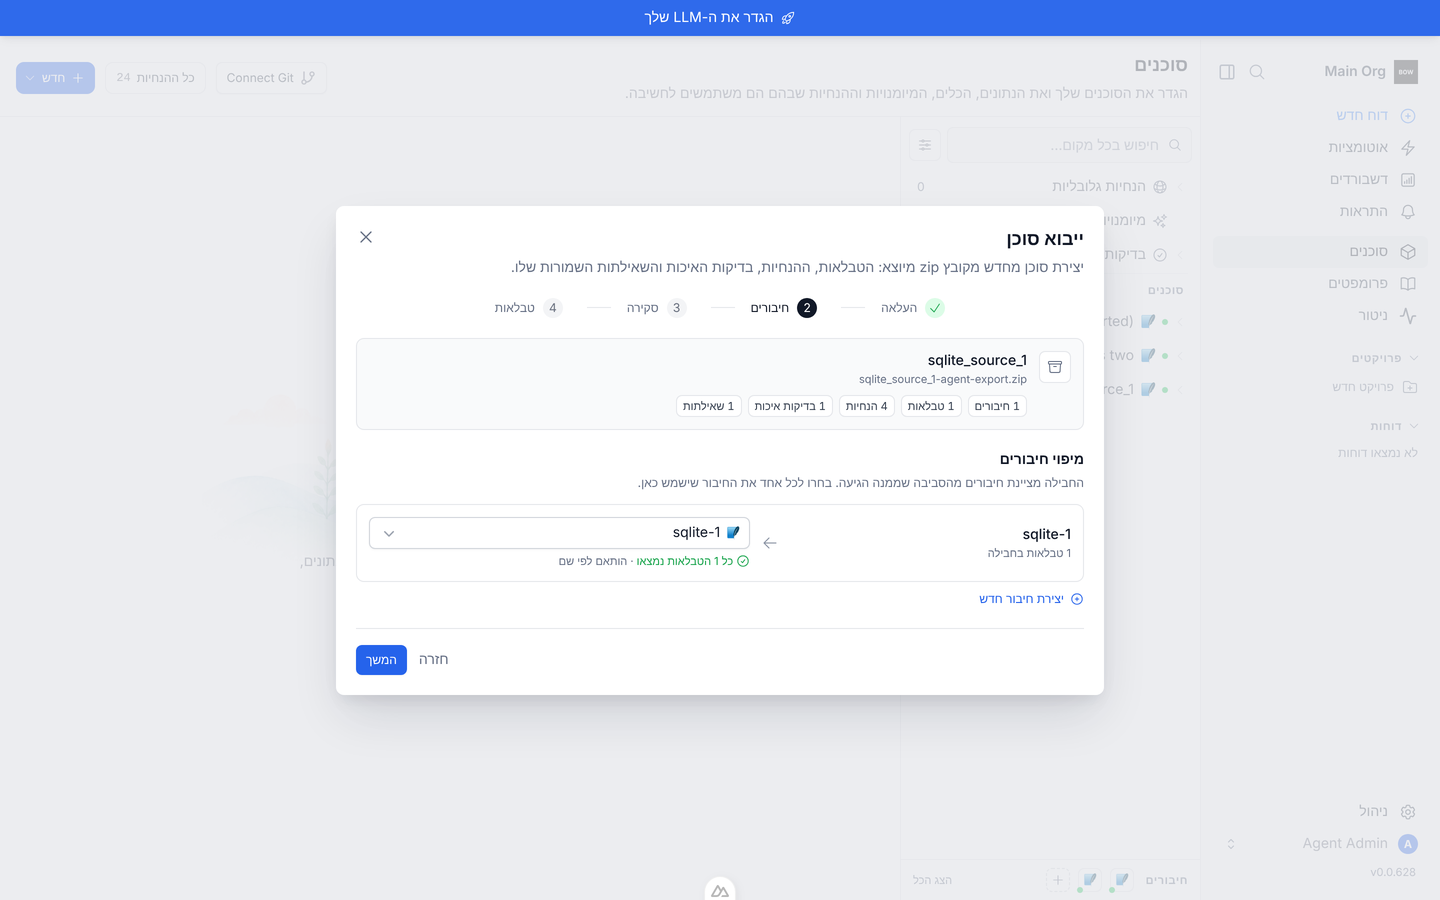 הגדר את ה-LLM שלך
Main Org
BOW
דוח חדש
אוטומציות
דשבורדים
התראות
סוכנים
פרומפטים
ניטור
פרויקטים
פרויקט חדש
דוחות
לא נמצאו דוחות
ניהול
Agent Admin
A
v0.0.628
סוכנים
הגדר את הסוכנים שלך ואת הנתונים, הכלים, המיומנויות וההנחיות שבהם הם משתמשים לחשיבה.
Connect Git
כל ההנחיות 24
חדש
חיפוש בכל מקום...
הנחיות גלובליות 0
בדיקות
סוכנים
חיבורים
הצג הכל
ייבוא סוכן
יצירת סוכן מחדש מקובץ zip מיוצא: הטבלאות, ההנחיות, בדיקות האיכות והשאילתות השמורות שלו.
העלאה
2 חיבורים
3 סקירה
4 טבלאות
sqlite_source_1
sqlite_source_1-agent-export.zip
1 חיבורים
1 טבלאות
4 הנחיות
1 בדיקות איכות
1 שאילתות
מיפוי חיבורים
החבילה מציינת חיבורים מהסביבה שממנה הגיעה. בחרו לכל אחד את החיבור שישמש כאן.
sqlite-1
1 טבלאות בחבילה
sqlite-1
כל 1 הטבלאות נמצאו · הותאם לפי שם
יצירת חיבור חדש
חזרה
המשך